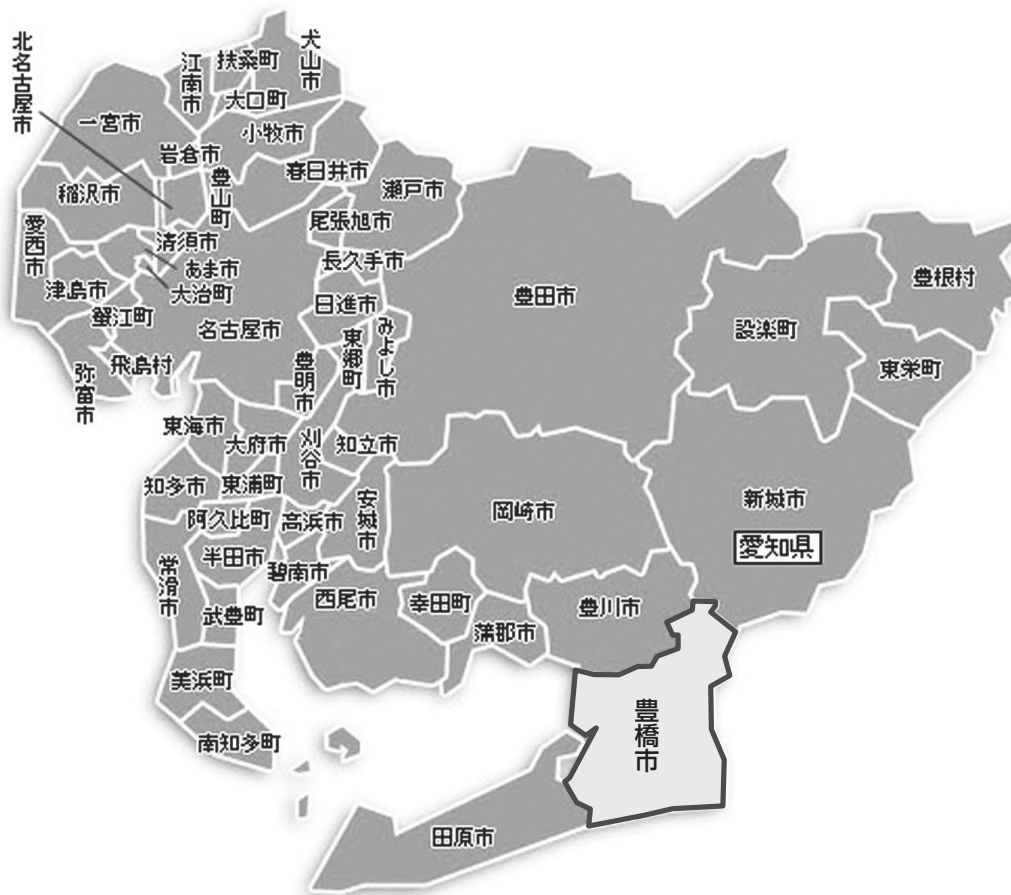 北名古屋市
江南市
扶桑町
犬山市
大口町
一宮市
小牧市
岩倉市
春日井市
豊山町
瀬戸市
稲沢市
尾張旭市
愛西市
清須市
長久手市
あま市
津島市
大治町
日進市
豊田市
豊根村
蟹江町
名古屋市
東郷町
みよし市
設楽町
飛島村
豊明市
東栄町
弥富市
東海市
大府市
刈谷市
知立市
知多市
東浦町
安城市
岡崎市
新城市
阿久比町
高浜市
愛知県
常滑市
半田市
碧南市
西尾市
幸田町
豊川市
武豊町
蒲郡市
美浜町
豊橋市
南知多町
田原市